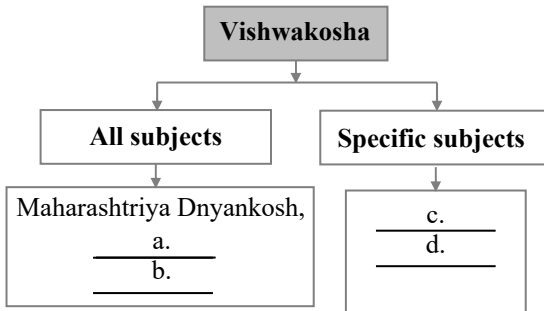 Vishwakosha
All subjects
Specific subjects
Maharashtriya Dnyankosh,
a.
b.
c.
d.